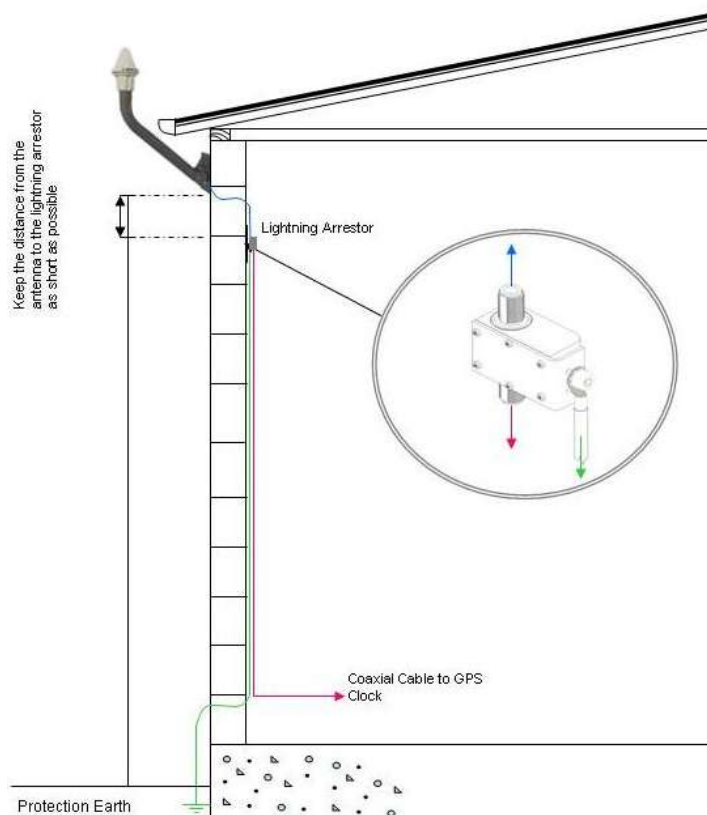 Keep the distance from the
antenna to the lightning arrestor
as short as possible
Lightning Arrestor
Coaxial Cable to GPS
Clock
Protection Earth